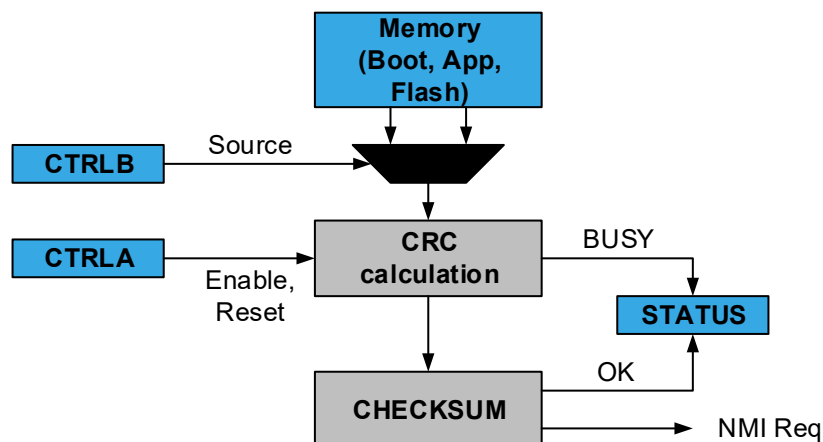 Memory
(Boot, App,
Flash)
CTRLB
Source
CTRLA
Enable,
Reset
CRC
calculation
BUSY
STATUS
CHECKSUM
OK
NMI Req